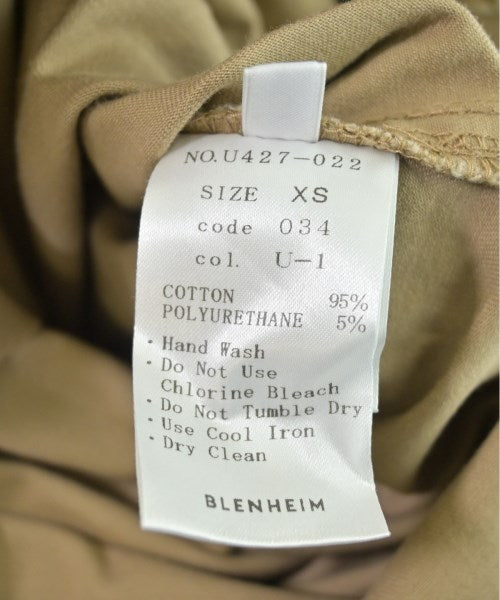 NO.U427-022
SIZE XS
code 034
col. U-1
COTTON 95%
POLYURETHANE 5%
・Hand Wash
・Do Not Use
Chlorine Bleach
・Do Not Tumble Dry
・Use Cool Iron
・Dry Clean
BLENHEIM